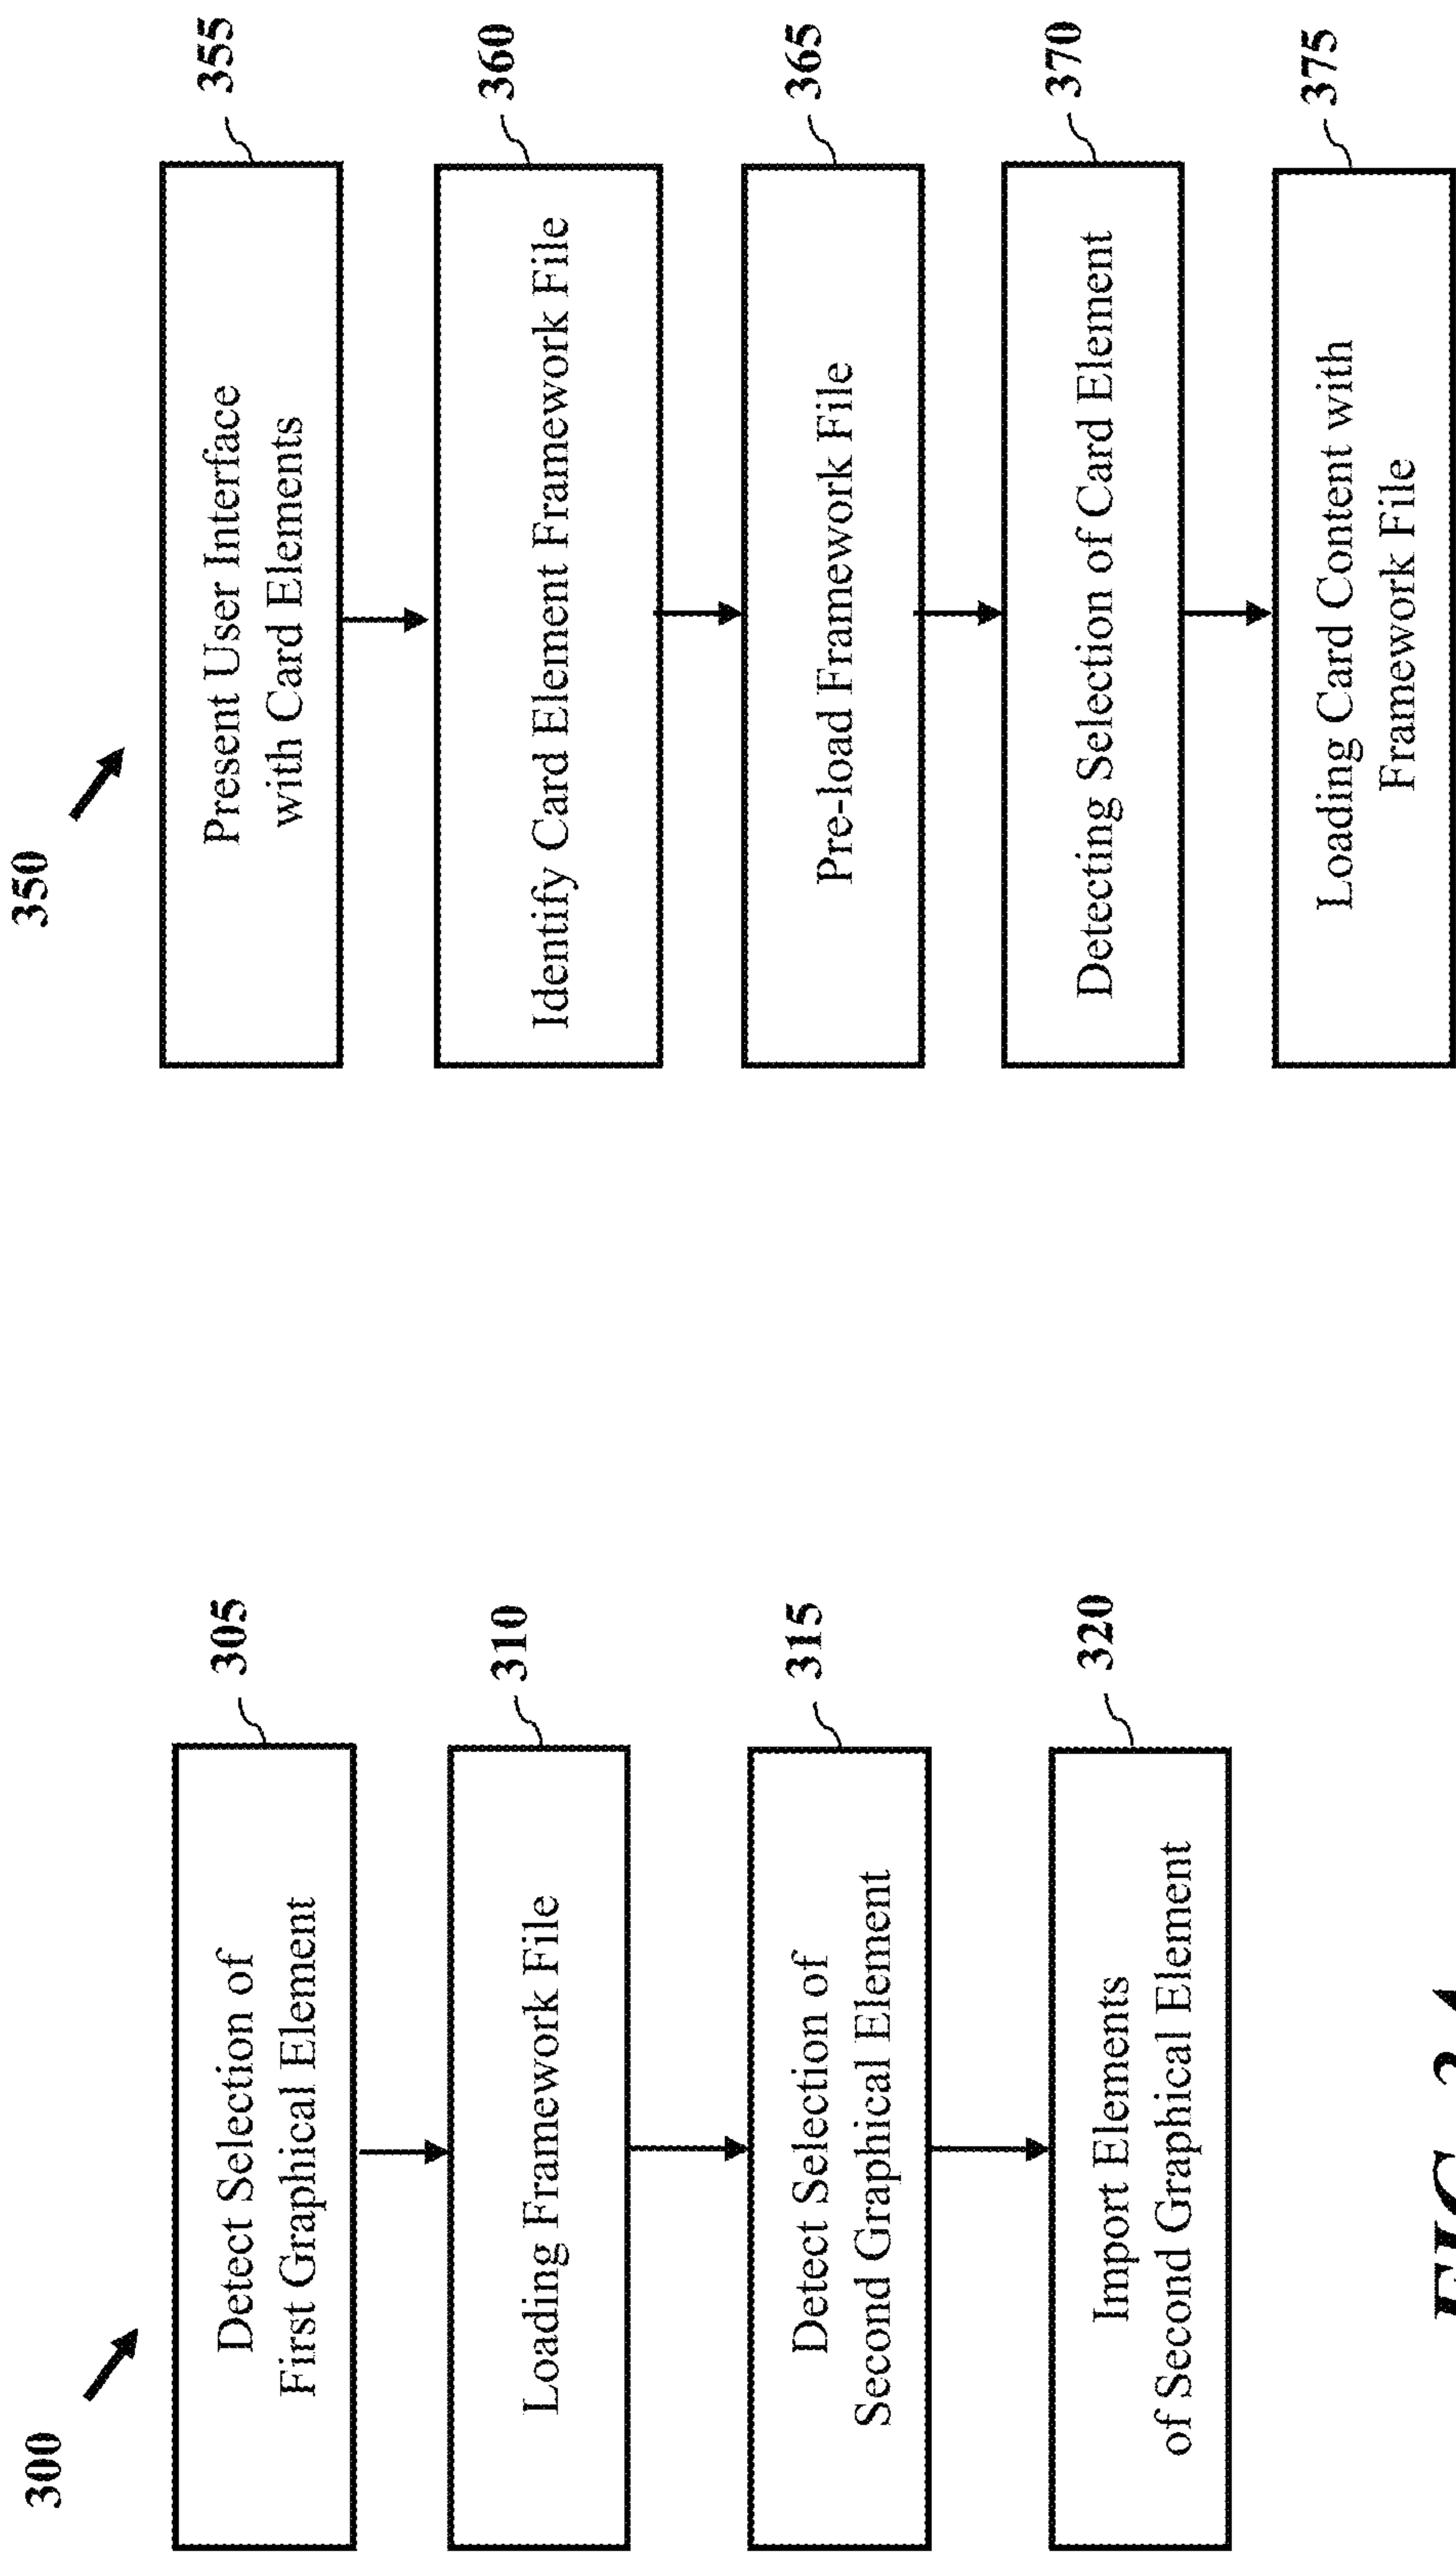 300
Detect Selection of
First Graphical Element
305
Loading Framework File
310
Detect Selection of
Second Graphical Element
315
Import Elements
of Second Graphical Element
320
350
Present User Interface
with Card Elements
355
Identify Card Element Framework File
360
Pre-load Framework File
365
Detecting Selection of Card Element
370
Loading Card Content with
Framework File
375